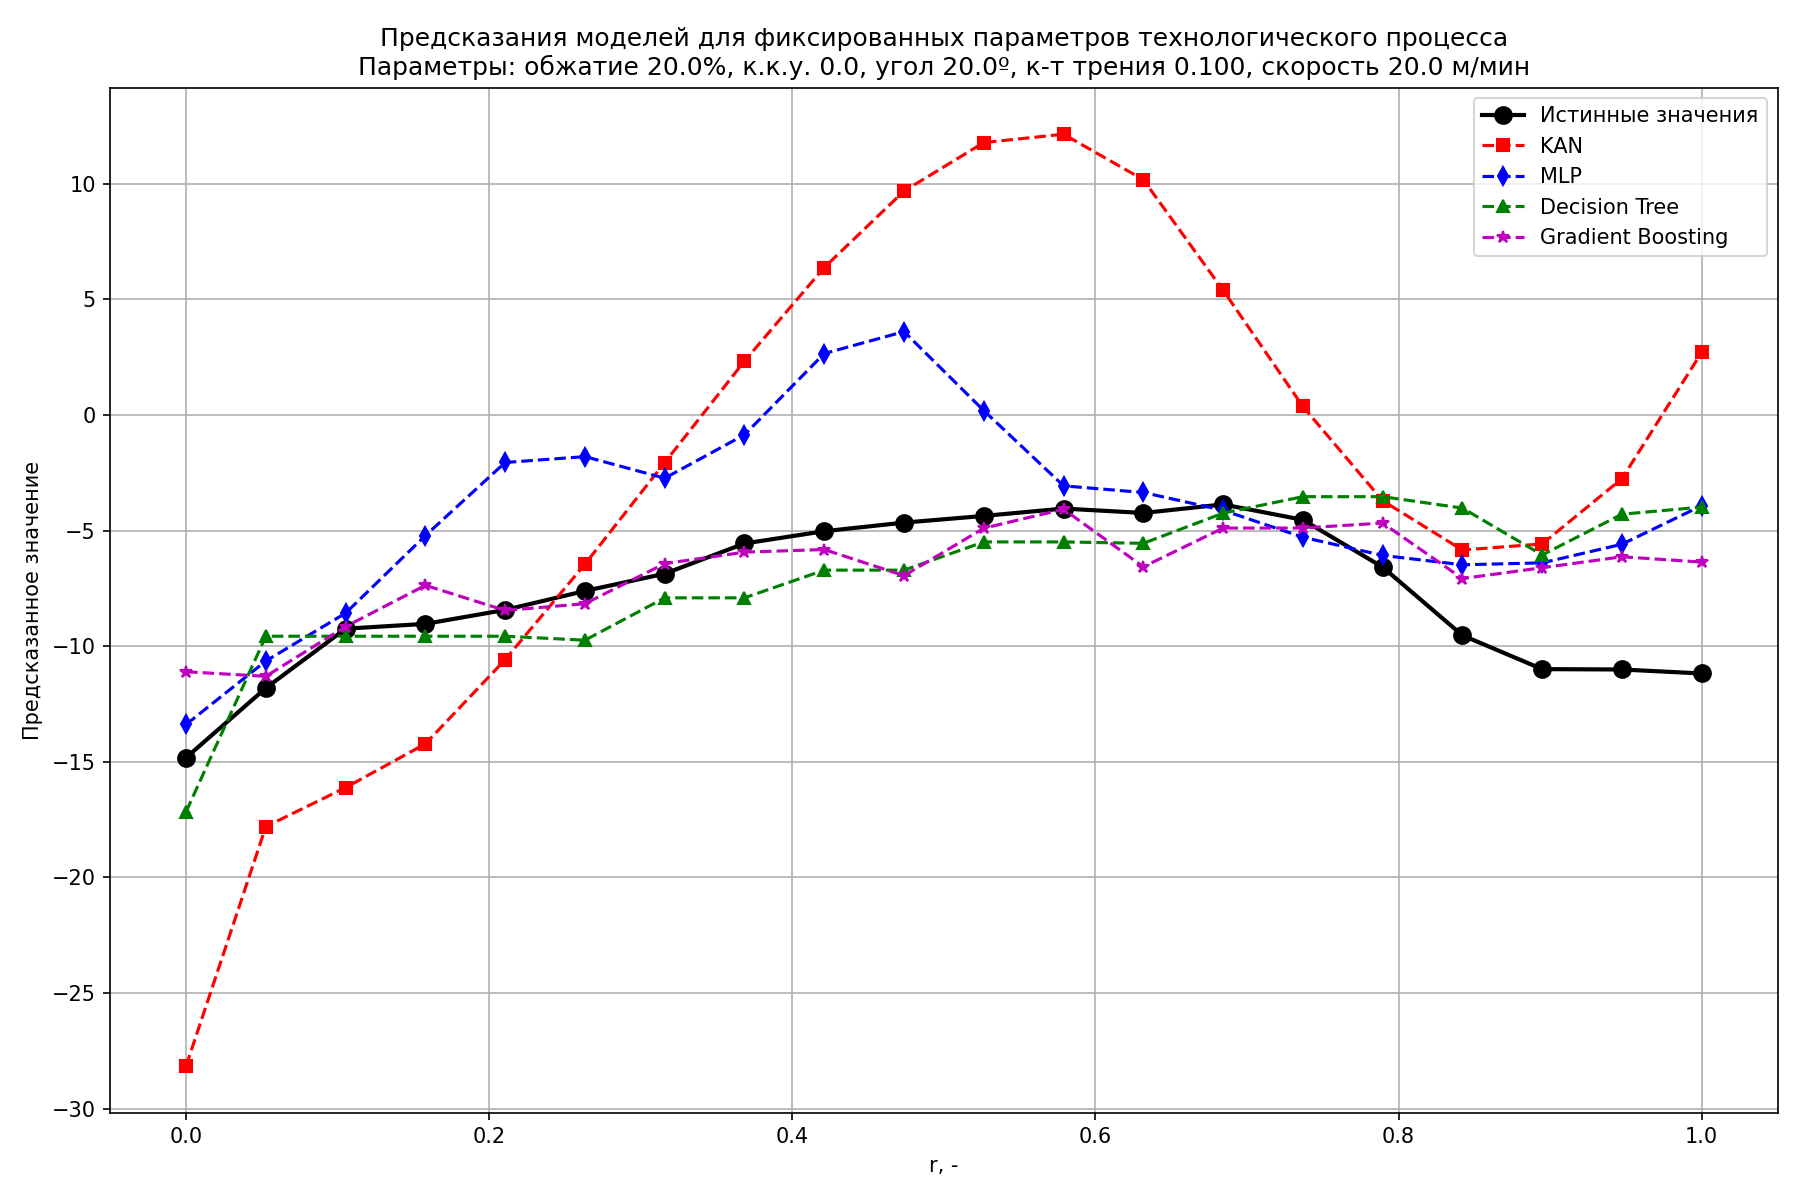 Предсказания моделей для фиксированных параметров технологического процесса
Параметры: обжатие 20.0%, к.к.у. 0.0, угол 20.0º, к-т трения 0.100, скорость 20.0 м/мин
Истинные значения
KAN
MLP
Decision Tree
Gradient Boosting
Предсказанное значение
10
5
0
−5
−10
−15
−20
−25
−30
0.0 0.2 0.4 0.6 0.8 1.0
r, -